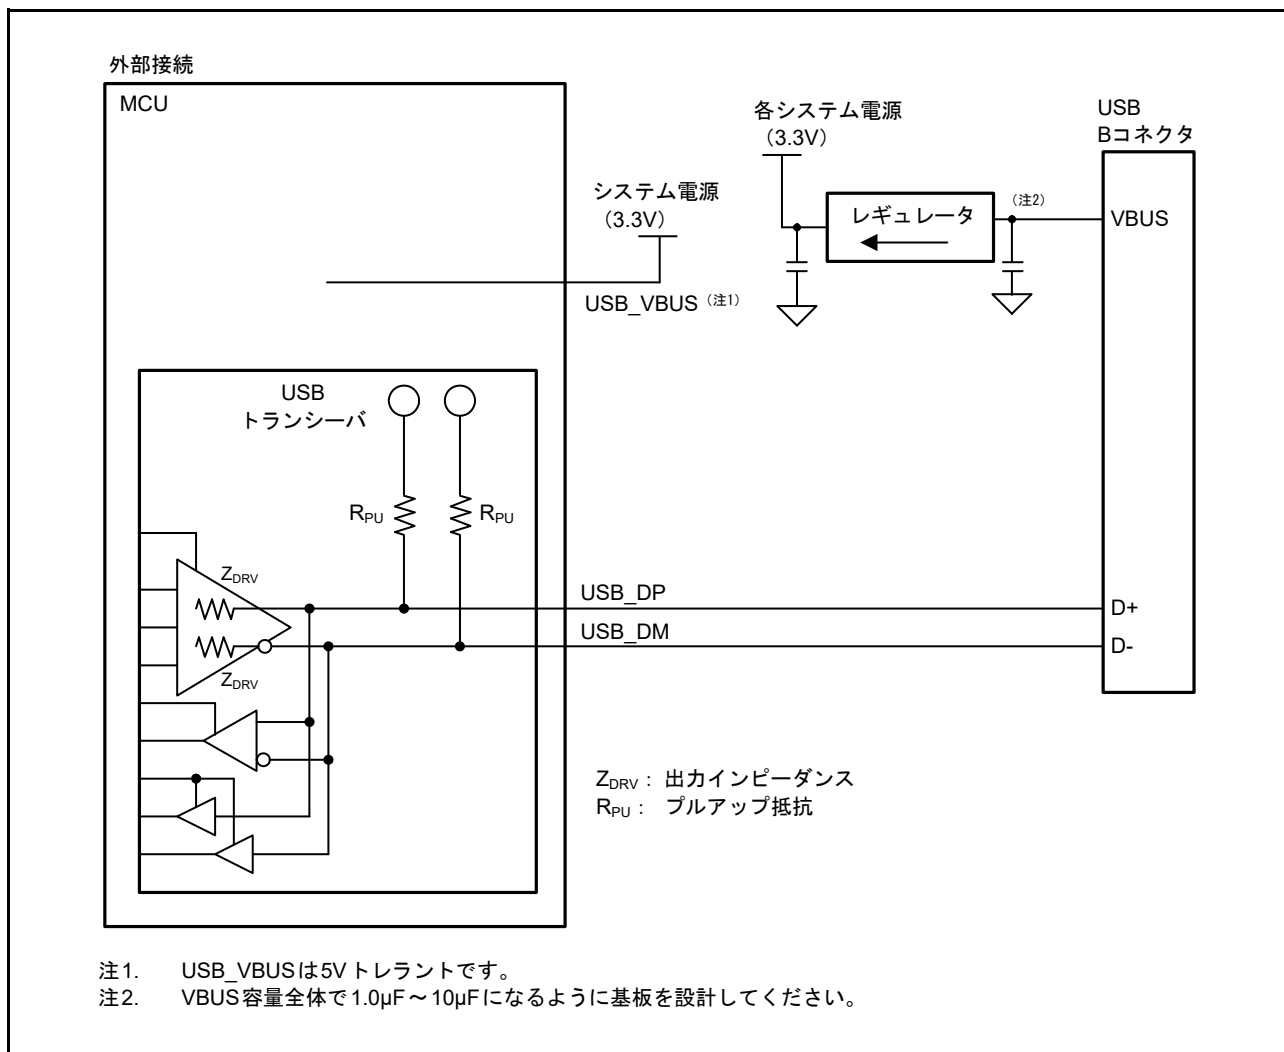 外部接続
MCU
各システム電源
(3.3V)
USB
Bコネクタ
システム電源
(3.3V)
レギュレータ
(注2)
VBUS
USB_VBUS (注1)
USB
トランシーバ
RPU
RPU
ZDRV
USB_DP
D+
USB_DM
D-
ZDRV
ZDRV : 出力インピーダンス
RPU : プルアップ抵抗
注1. USB_VBUSは5Vトレラントです。
注2. VBUS容量全体で1.0µF～10µFになるように基板を設計してください。